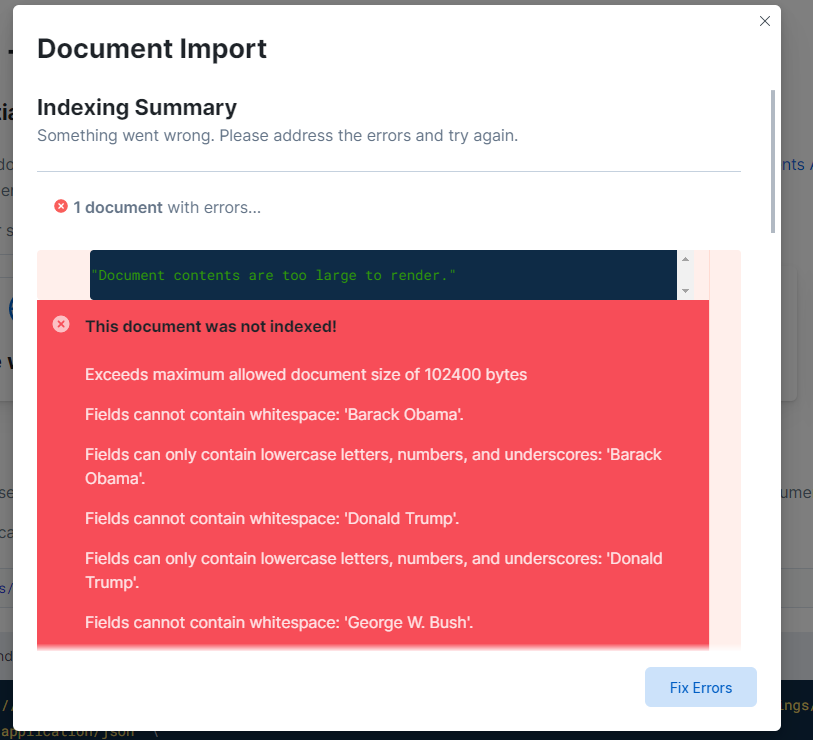 Document Import
Indexing Summary
Something went wrong. Please address the errors and try again.
1 document with errors...
"Document contents are too large to render."
This document was not indexed!
Exceeds maximum allowed document size of 102400 bytes
Fields cannot contain whitespace: 'Barack Obama'.
Fields can only contain lowercase letters, numbers, and underscores: 'Barack
Obama'.
Fields cannot contain whitespace: 'Donald Trump'.
Fields can only contain lowercase letters, numbers, and underscores: 'Donald
Trump'.
Fields cannot contain whitespace: 'George W. Bush'.
Fix Errors
application/json" \